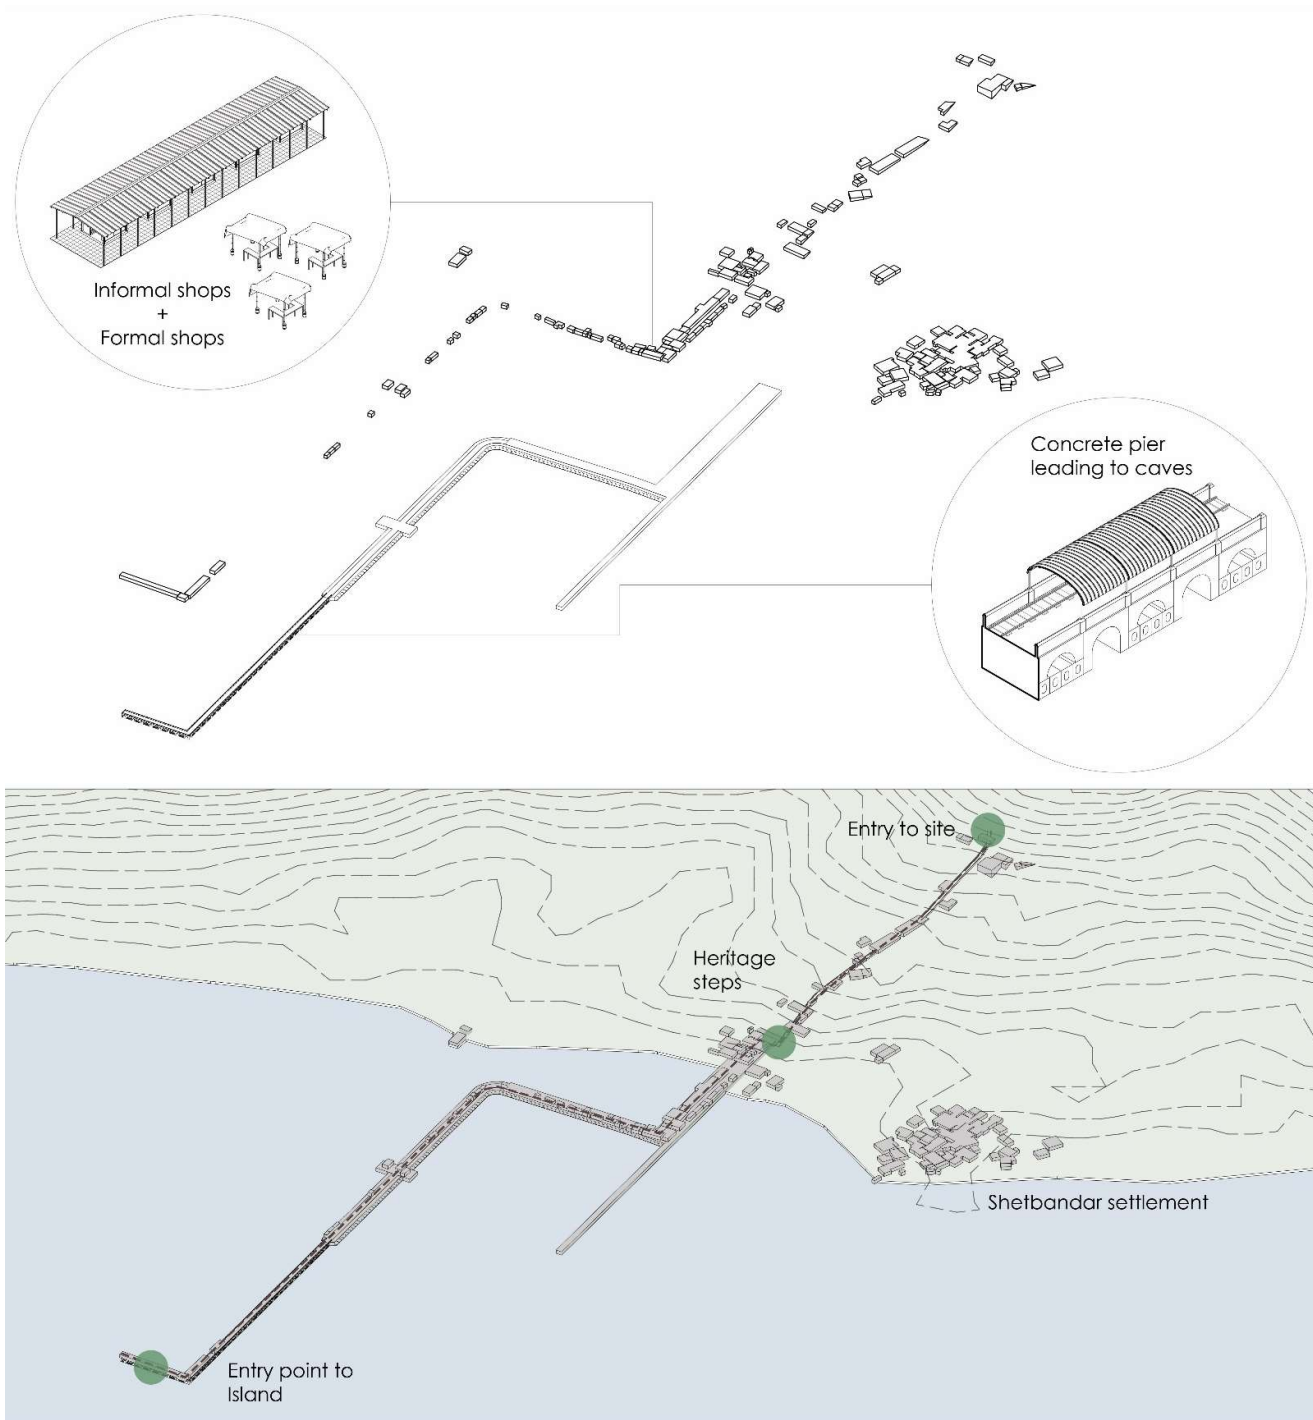 Informal shops
+
Formal shops
Concrete pier
leading to caves
Entry to site
Heritage
steps
Shetbandar settlement
Entry point to
Island